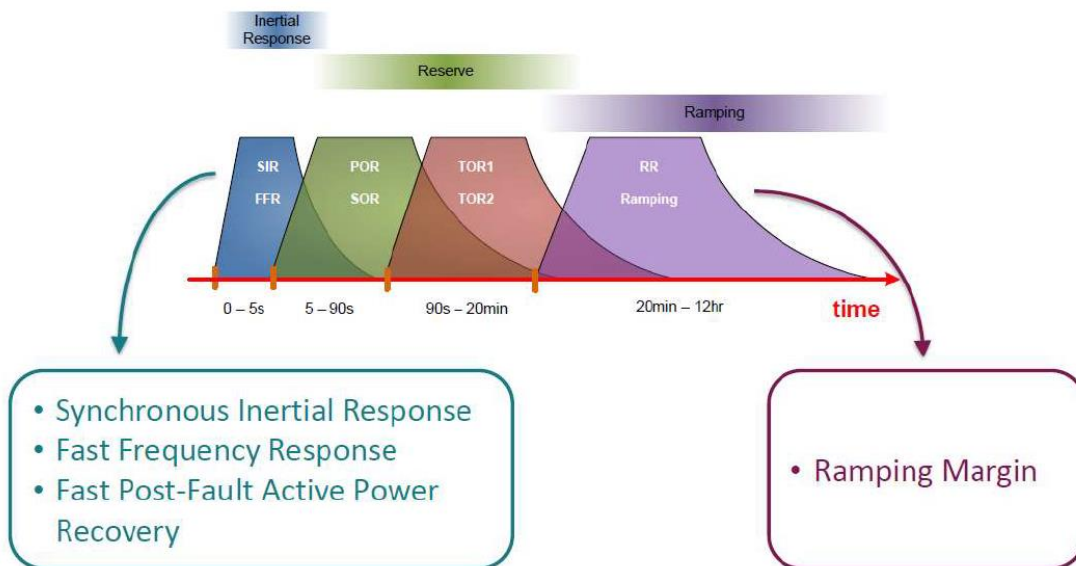 Inertial
Response
Reserve
Ramping
SIR
FFR
POR
SOR
TOR1
TOR2
RR
Ramping
0 – 5s
5 – 90s
90s – 20min
20min – 12hr
time
• Synchronous Inertial Response
• Fast Frequency Response
• Fast Post-Fault Active Power
Recovery
• Ramping Margin